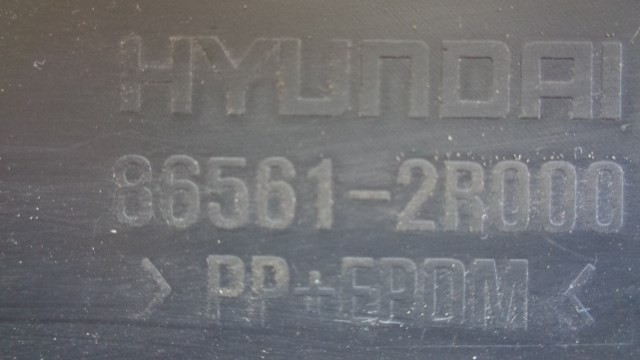 HYUNDAI
86561-2R000
> PP+EPDM <